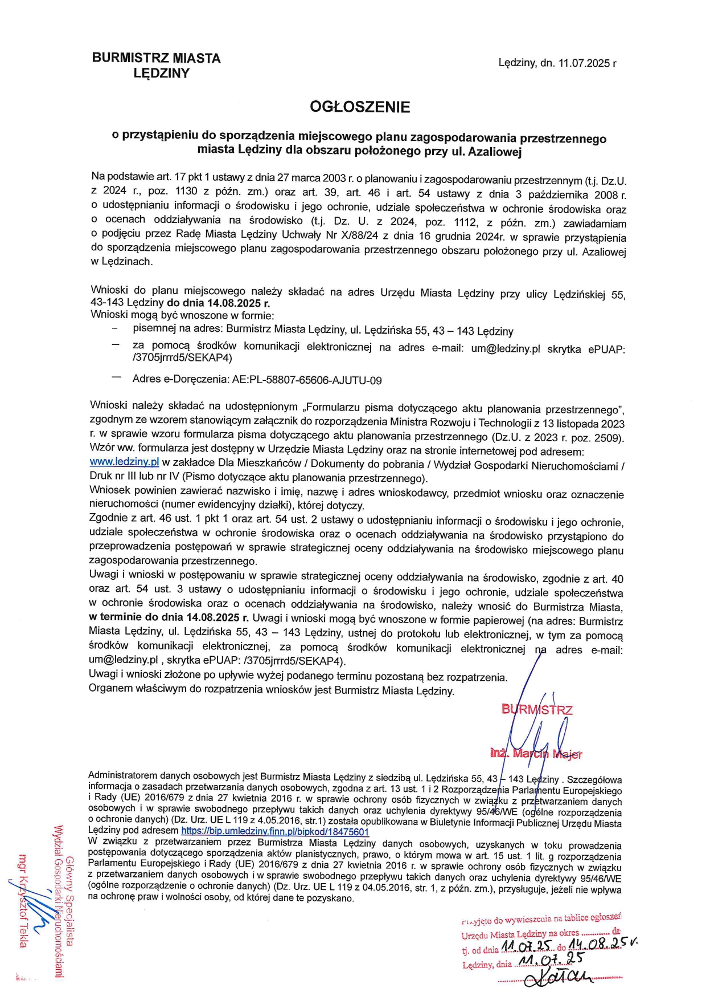 BURMISTRZ MIASTA
LĘDZINY
Lędziny, dn. 11.07.2025 r
OGŁOSZENIE
o przystąpieniu do sporządzenia miejscowego planu zagospodarowania przestrzennego
miasta Lędziny dla obszaru położonego przy ul. Azaliowej
Na podstawie art. 17 pkt 1 ustawy z dnia 27 marca 2003 r. o planowaniu i zagospodarowaniu przestrzennym (t.j. Dz.U.
z 2024 r., poz. 1130 z późn. zm.) oraz art. 39, art. 46 i art. 54 ustawy z dnia 3 października 2008 r.
o udostępnianiu informacji o środowisku i jego ochronie, udziale społeczeństwa w ochronie środowiska oraz
o ocenach oddziaływania na środowisko (t.j. Dz. U. z 2024, poz. 1112, z późn. zm.) zawiadamiam
o podjęciu przez Radę Miasta Lędziny Uchwały Nr X/88/24 z dnia 16 grudnia 2024r. w sprawie przystąpienia
do sporządzenia miejscowego planu zagospodarowania przestrzennego obszaru położonego przy ul. Azaliowej
w Lędzinach.
Wnioski do planu miejscowego należy składać na adres Urzędu Miasta Lędziny przy ulicy Lędzińskiej 55,
43-143 Lędziny do dnia 14.08.2025 r.
Wnioski mogą być wnoszone w formie:
– pisemnej na adres: Burmistrz Miasta Lędziny, ul. Lędzińska 55, 43 – 143 Lędziny
– za pomocą środków komunikacji elektronicznej na adres e-mail: um@ledziny.pl skrytka ePUAP:
/3705jrrrd5/SEKAP4)
– Adres e-Doręczenia: AE:PL-58807-65606-AJUTU-09
Wnioski należy składać na udostępnionym „Formularzu pisma dotyczącego aktu planowania przestrzennego”,
zgodnym ze wzorem stanowiącym załącznik do rozporządzenia Ministra Rozwoju i Technologii z 13 listopada 2023
r. w sprawie wzoru formularza pisma dotyczącego aktu planowania przestrzennego (Dz.U. z 2023 r. poz. 2509).
Wzór ww. formularza jest dostępny w Urzędzie Miasta Lędziny oraz na stronie internetowej pod adresem:
www.ledziny.pl w zakładce Dla Mieszkańców / Dokumenty do pobrania / Wydział Gospodarki Nieruchomościami /
Druk nr III lub nr IV (Pismo dotyczące aktu planowania przestrzennego).
Wniosek powinien zawierać nazwisko i imię, nazwę i adres wnioskodawcy, przedmiot wniosku oraz oznaczenie
nieruchomości (numer ewidencyjny działki), której dotyczy.
Zgodnie z art. 46 ust. 1 pkt 1 oraz art. 54 ust. 2 ustawy o udostępnianiu informacji o środowisku i jego ochronie,
udziale społeczeństwa w ochronie środowiska oraz o ocenach oddziaływania na środowisko przystąpiono do
przeprowadzenia postępowań w sprawie strategicznej oceny oddziaływania na środowisko miejscowego planu
zagospodarowania przestrzennego.
Uwagi i wnioski w postępowaniu w sprawie strategicznej oceny oddziaływania na środowisko, zgodnie z art. 40
oraz art. 54 ust. 3 ustawy o udostępnianiu informacji o środowisku i jego ochronie, udziale społeczeństwa
w ochronie środowiska oraz o ocenach oddziaływania na środowisko, należy wnosić do Burmistrza Miasta,
w terminie do dnia 14.08.2025 r. Uwagi i wnioski mogą być wnoszone w formie papierowej (na adres: Burmistrz
Miasta Lędziny, ul. Lędzińska 55, 43 – 143 Lędziny, ustnej do protokołu lub elektronicznej, w tym za pomocą
środków komunikacji elektronicznej, za pomocą środków komunikacji elektronicznej na adres e-mail:
um@ledziny.pl , skrytka ePUAP: /3705jrrrd5/SEKAP4).
Uwagi i wnioski złożone po upływie wyżej podanego terminu pozostaną bez rozpatrzenia.
Organem właściwym do rozpatrzenia wniosków jest Burmistrz Miasta Lędziny.
BURMISTRZ
inż. Marcin Majer
Administratorem danych osobowych jest Burmistrz Miasta Lędziny z siedzibą ul. Lędzińska 55, 43 – 143 Lędziny . Szczegółowa
informacja o zasadach przetwarzania danych osobowych, zgodna z art. 13 ust. 1 i 2 Rozporządzenia Parlamentu Europejskiego
i Rady (UE) 2016/679 z dnia 27 kwietnia 2016 r. w sprawie ochrony osób fizycznych w związku z przetwarzaniem danych
osobowych i w sprawie swobodnego przepływu takich danych oraz uchylenia dyrektywy 95/46/WE (ogólne rozporządzenia
o ochronie danych) (Dz. Urz. UE L 119 z 4.05.2016, str.1) została opublikowana w Biuletynie Informacji Publicznej Urzędu Miasta
Lędziny pod adresem https://bip.umledziny.finn.pl/bipkod/18475601
W związku z przetwarzaniem przez Burmistrza Miasta Lędziny danych osobowych, uzyskanych w toku prowadzenia
postępowania dotyczącego sporządzenia aktów planistycznych, prawo, o którym mowa w art. 15 ust. 1 lit. g rozporządzenia
Parlamentu Europejskiego i Rady (UE) 2016/679 z dnia 27 kwietnia 2016 r. w sprawie ochrony osób fizycznych w związku
z przetwarzaniem danych osobowych i w sprawie swobodnego przepływu takich danych oraz uchylenia dyrektywy 95/46/WE
(ogólne rozporządzenie o ochronie danych) (Dz. Urz. UE L 119 z 04.05.2016, str. 1, z późn. zm.), przysługuje, jeżeli nie wpływa
na ochronę praw i wolności osoby, od której dane te pozyskano.
Główny Specjalista
Wydział Gospodarki Nieruchomościami
mgr Krzysztof Tekla
do wywieszenia na tablice ogłoszeń
Urzędu Miasta Lędziny na okres ............ dr
tj. od dnia 11.07.25 do 14.08.25 r.
Lędziny, dnia 11.07.25